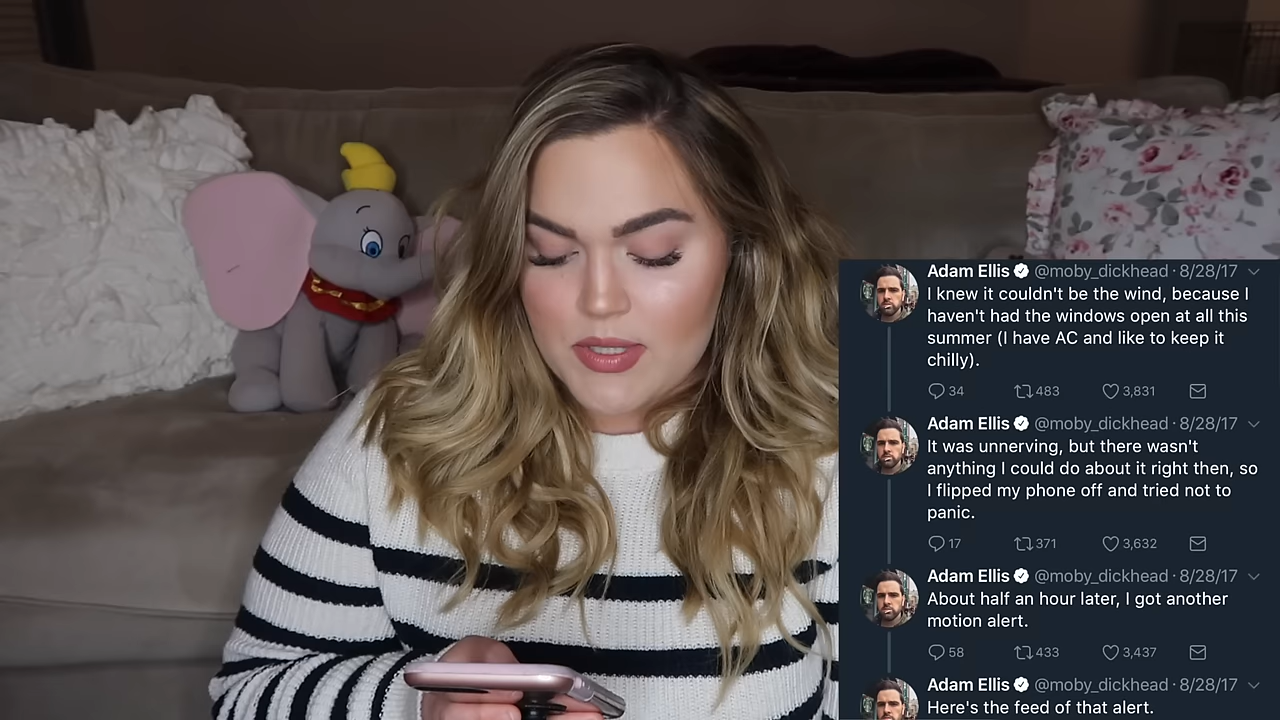 Adam Ellis @moby_dickhead · 8/28/17
I knew it couldn't be the wind, because I
haven't had the windows open at all this
summer (I have AC and like to keep it
chilly).
34 483 3,831
Adam Ellis @moby_dickhead · 8/28/17
It was unnerving, but there wasn't
anything I could do about it right then, so
I flipped my phone off and tried not to
panic.
17 371 3,632
Adam Ellis @moby_dickhead · 8/28/17
About half an hour later, I got another
motion alert.
58 433 3,437
Adam Ellis @moby_dickhead · 8/28/17
Here's the feed of that alert.